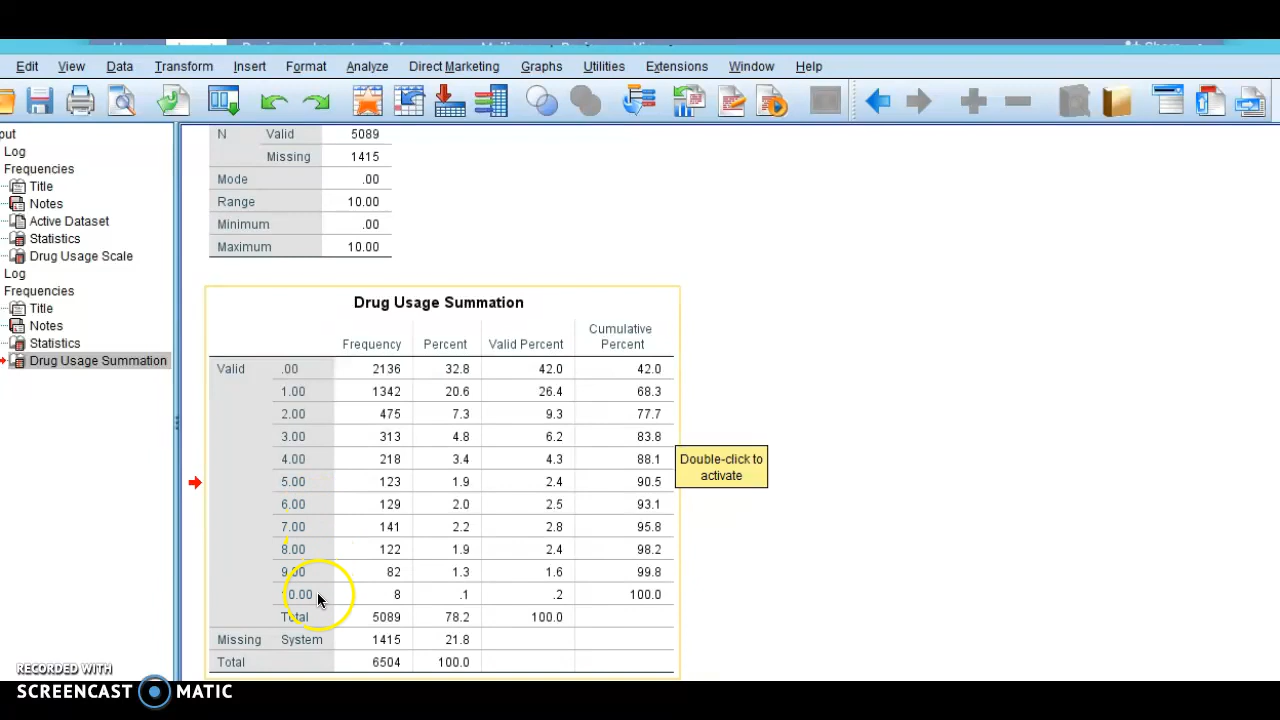 Edit View Data Transform Insert Format Analyze Direct Marketing Graphs Utilities Extensions Window Help
put
Log
Frequencies
Title
Notes
Active Dataset
Statistics
Drug Usage Scale
Log
Frequencies
Title
Notes
Statistics
Drug Usage Summation
N Valid 5089
Missing 1415
Mode .00
Range 10.00
Minimum .00
Maximum 10.00
Drug Usage Summation
Frequency Percent Valid Percent Cumulative Percent
Valid .00 2136 32.8 42.0 42.0
1.00 1342 20.6 26.4 68.3
2.00 475 7.3 9.3 77.7
3.00 313 4.8 6.2 83.8
4.00 218 3.4 4.3 88.1
5.00 123 1.9 2.4 90.5
6.00 129 2.0 2.5 93.1
7.00 141 2.2 2.8 95.8
8.00 122 1.9 2.4 98.2
9.00 82 1.3 1.6 99.8
10.00 8 .1 .2 100.0
Total 5089 78.2 100.0
Missing System 1415 21.8
Total 6504 100.0
Double-click to
activate
RECORDED WITH
SCREENCAST MATIC